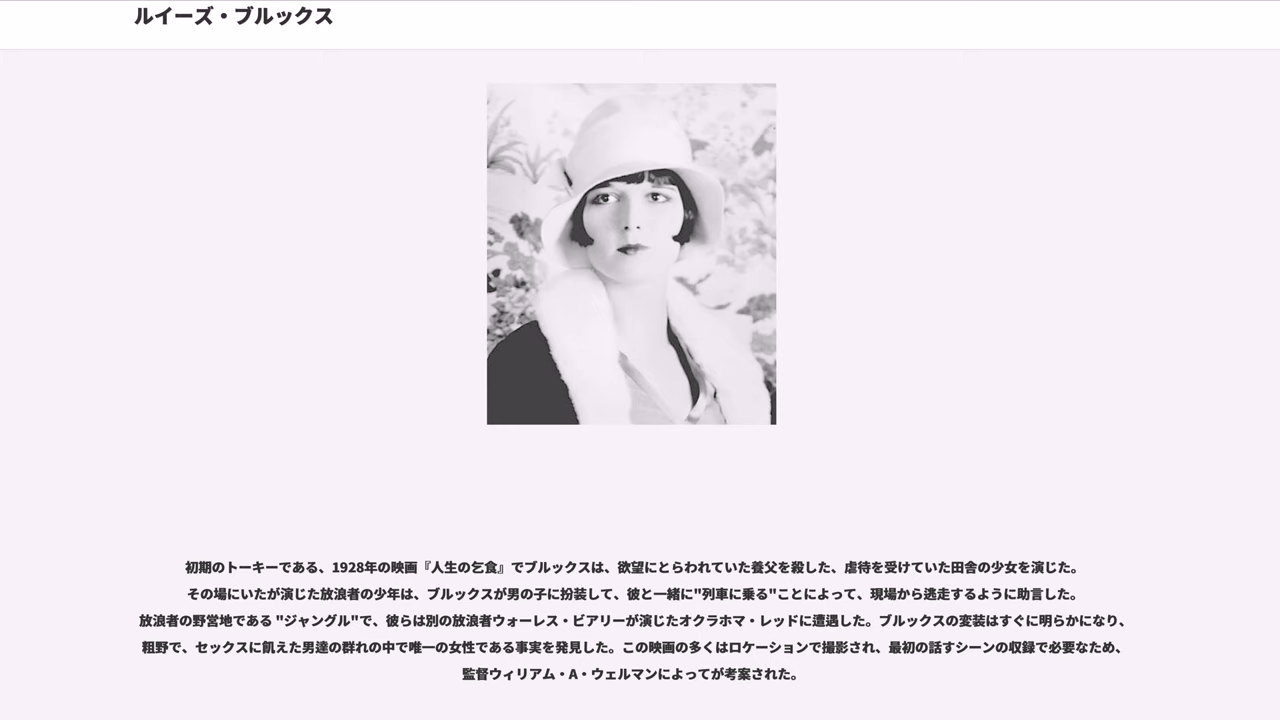 ルイーズ・ブルックス
初期のトーキーである、1928年の映画『人生の乞食』でブルックスは、欲望にとらわれていた養父を殺した、虐待を受けていた田舎の少女を演じた。
その場にいたが演じた放浪者の少年は、ブルックスが男の子に扮装して、彼と一緒に"列車に乗る"ことによって、現場から逃走するように助言した。
放浪者の野営地である "ジャングル"で、彼らは別の放浪者ウォーレス・ビアリーが演じたオクラホマ・レッドに遭遇した。ブルックスの変装はすぐに明らかになり、
粗野で、セックスに飢えた男達の群れの中で唯一の女性である事実を発見した。この映画の多くはロケーションで撮影され、最初の話すシーンの収録で必要なため、
監督ウィリアム・A・ウェルマンによってが考案された。